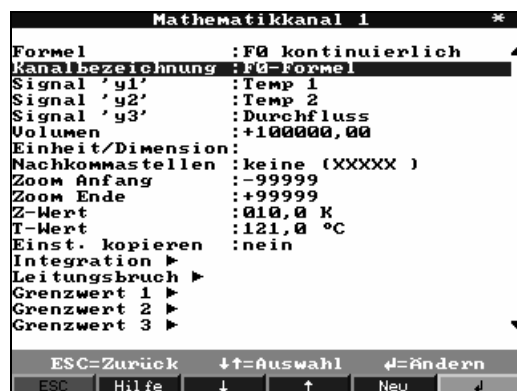 Mathematikkanal 1 *
Formel :F0 kontinuierlich
Kanalbezeichnung :F0-Formel
Signal 'y1' :Temp 1
Signal 'y2' :Temp 2
Signal 'y3' :Durchfluss
Volumen :+100000,00
Einheit/Dimension:
Nachkommastellen :keine (XXXXX )
Zoom Anfang :-99999
Zoom Ende :+99999
Z-Wert :010,0 K
T-Wert :121,0 °C
Einst. kopieren :nein
Integration ►
Leitungsbruch ►
Grenzwert 1 ►
Grenzwert 2 ►
Grenzwert 3 ►
ESC=Zurück ↓↑=Auswahl ↲=Ändern
ESC Hilfe ↓ ↑ Neu ↲